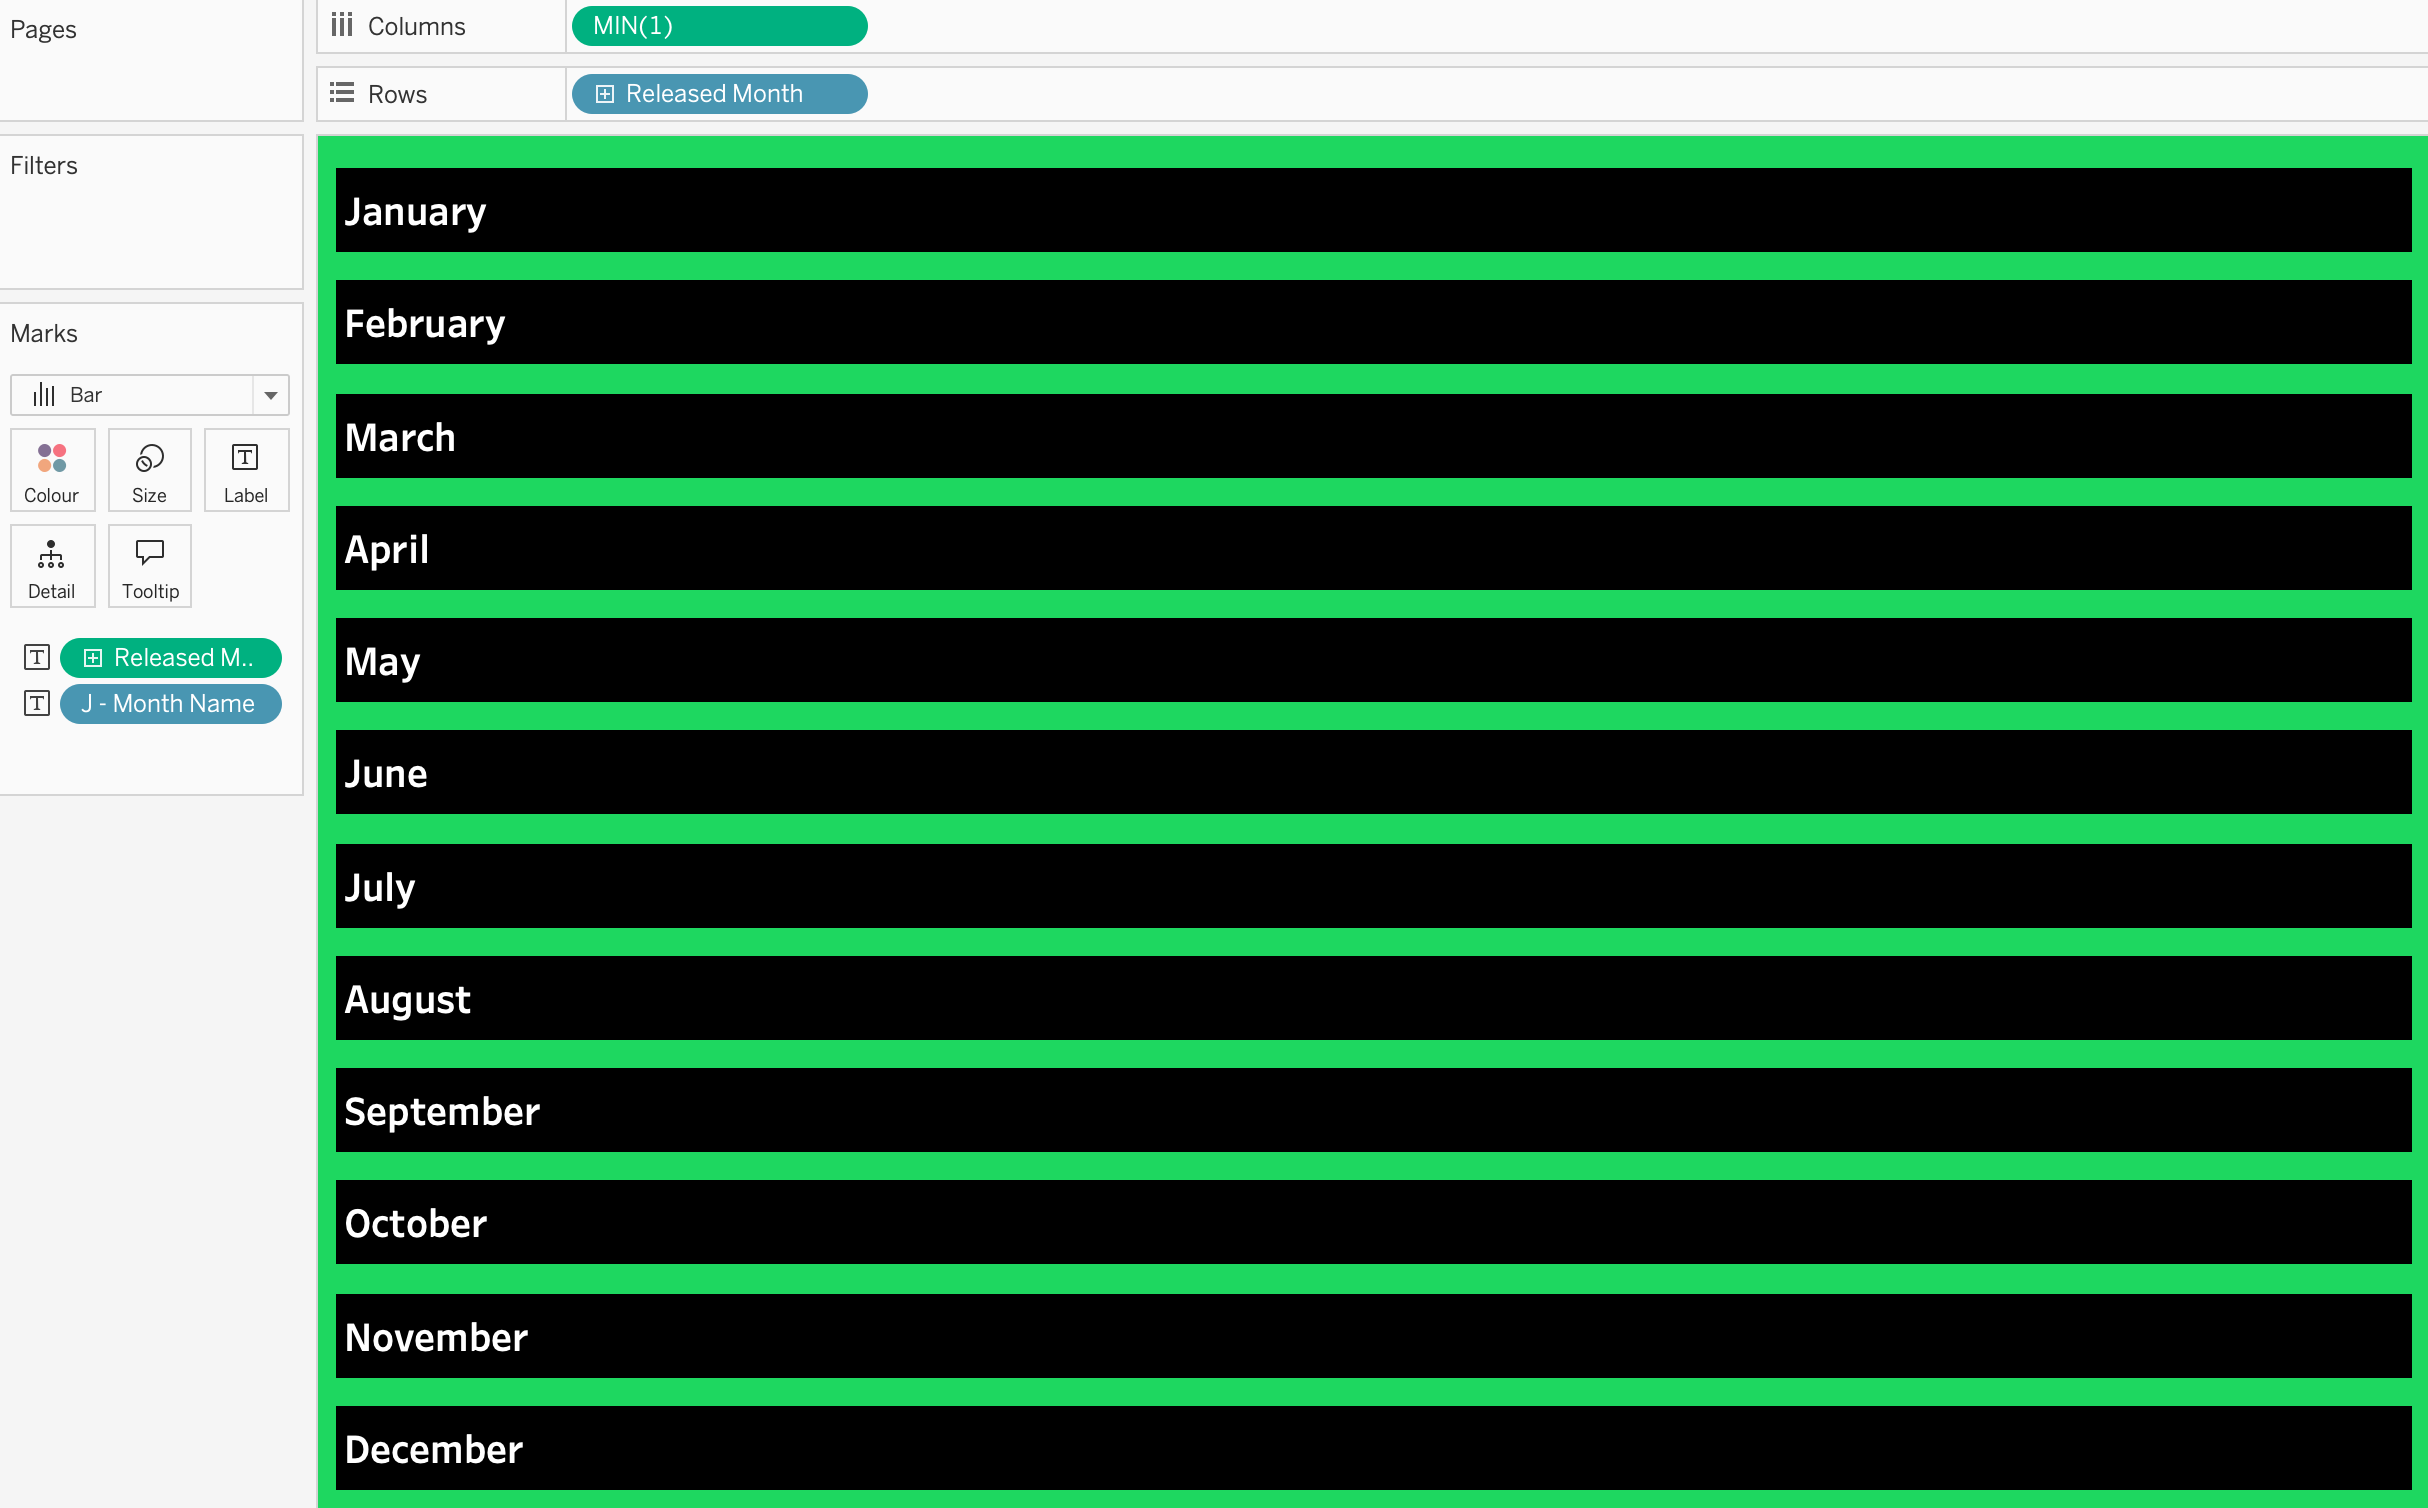 Pages
Columns
MIN(1)
Rows
Released Month
Filters
Marks
Bar
Colour
Size
Label
Detail
Tooltip
Released M..
J - Month Name
January
February
March
April
May
June
July
August
September
October
November
December